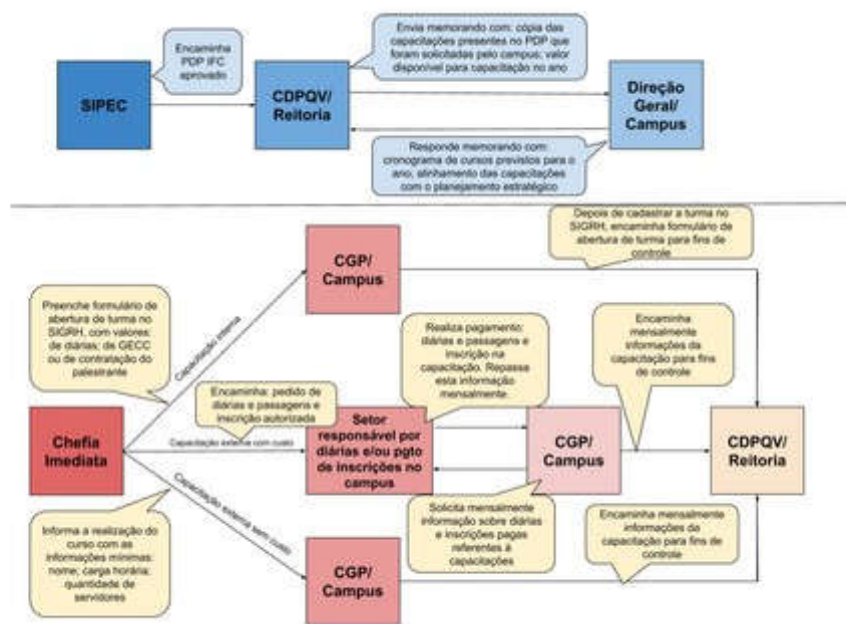 Encaminha
PDP IFC
aprovado
SIPEC
CDPQV/
Reitoria
Envia memorando com: cópia das
capacitações presentes no PDP que
foram solicitadas pelo campus; valor
disponível para capacitação no ano
Direção
Geral/
Campus
Responde memorando com:
cronograma de cursos previstos para o
ano, alinhamento das capacitações
com o planejamento estratégico
Depois de cadastrar a turma no
SIGRH, encaminha formulário de
abertura de turma para fins de
controle
CGP/
Campus
Preenche formulário de
abertura de turma no
SIGRH, com valores:
de diárias; de GECC
ou de contratação do
palestrante
Capacitação interna
Realiza pagamento:
diárias e passagens e
inscrição na
capacitação. Repassa
esta informação
mensalmente.
Encaminha
mensalmente
informações da
capacitação para fins
de controle
Encaminha: pedido de
diárias e passagens e
inscrição autorizada
Chefia
Imediata
Capacitação externa com custo
Setor
responsável por
diárias e/ou pgto
de inscrições no
campus
CGP/
Campus
CDPQV/
Reitoria
Capacitação externa sem custo
Informa a realização do
curso com as
informações mínimas:
nome; carga horária;
quantidade de
servidores
Solicita mensalmente
informação sobre diárias
e inscrições pagas
referentes à
capacitações
Encaminha mensalmente
informações da
capacitação para fins de
controle
CGP/
Campus